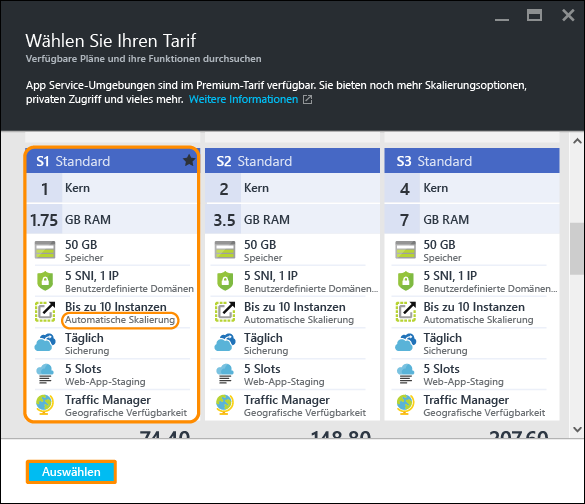 Wählen Sie Ihren Tarif
Verfügbare Pläne und ihre Funktionen durchsuchen
App Service-Umgebungen sind im Premium-Tarif verfügbar. Sie bieten noch mehr Skalierungsoptionen,
privaten Zugriff und vieles mehr. Weitere Informationen
S1 Standard
1 Kern
1.75 GB RAM
50 GB
Speicher
5 SNI, 1 IP
Benutzerdefinierte Domänen
Bis zu 10 Instanzen
Automatische Skalierung
Täglich
Sicherung
5 Slots
Web-App-Staging
Traffic Manager
Geografische Verfügbarkeit
74.40
S2 Standard
2 Kern
3.5 GB RAM
50 GB
Speicher
5 SNI, 1 IP
Benutzerdefinierte Domänen...
Bis zu 10 Instanzen
Automatische Skalierung
Täglich
Sicherung
5 Slots
Web-App-Staging
Traffic Manager
Geografische Verfügbarkeit
148.80
S3 Standard
4 Kern
7 GB RAM
50 GB
Speicher
5 SNI, 1 IP
Benutzerdefinierte Domänen...
Bis zu 10 Instanzen
Automatische Skalierung
Täglich
Sicherung
5 Slots
Web-App-Staging
Traffic Manager
Geografische Verfügbarkeit
Auswählen